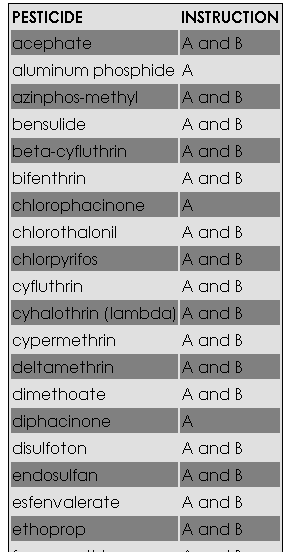 PESTICIDE INSTRUCTION
acephate A and B
aluminum phosphide A
azinphos-methyl A and B
bensulide A and B
beta-cyfluthrin A and B
bifenthrin A and B
chlorophacinone A
chlorothalonil A and B
chlorpyrifos A and B
cyfluthrin A and B
cyhalothrin (lambda) A and B
cypermethrin A and B
deltamethrin A and B
dimethoate A and B
diphacinone A
disulfoton A and B
endosulfan A and B
esfenvalerate A and B
ethoprop A and B